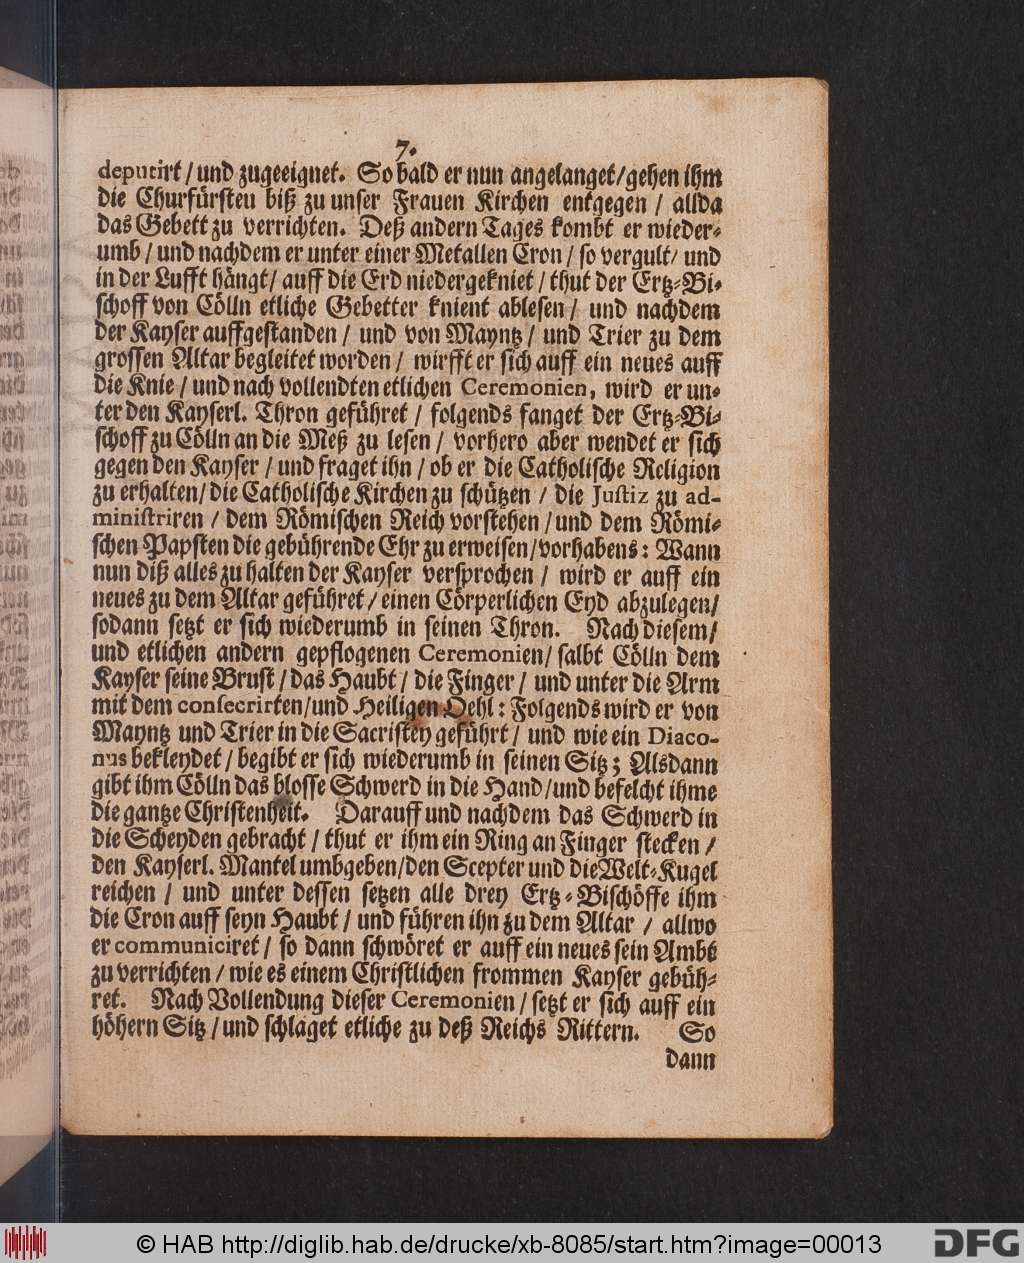 7.
deputirt / und zugeeignet. So bald er nun angelanget / gehen ihm
die Churfürsten biß zu unser Frauen Kirchen entgegen / allda
das Gebett zu verrichten. Deß andern Tages kombt er wieder-
umb / und nachdem er unter einer Metallen Cron / so vergult / und
in der Lufft hängt / auff die Erd niedergekniet / thut der Ertz-Bi-
schoff von Cölln etliche Gebetter knient ablesen / und nachdem
der Kayser auffgestanden / und von Mayntz / und Trier zu dem
grossen Altar begleitet worden / wirfft er sich auff ein neues auff
die Knie / und nach vollendten etlichen Ceremonien, wird er un-
ter den Kayserl. Thron geführet / folgends fanget der Ertz-Bi-
schoff zu Cölln an die Meß zu lesen / vorhero aber wendet er sich
gegen den Kayser / und fraget ihn / ob er die Catholische Religion
zu erhalten / die Catholische Kirchen zu schützen / die Justiz zu ad-
ministriren / dem Römischen Reich vorstehen / und dem Römi-
schen Papsten die gebührende Ehr zu erweisen / vorhabens: Wann
nun diß alles zu halten der Kayser versprochen / wird er auff ein
neues zu dem Altar geführet / einen Cörperlichen Eyd abzulegen /
sodann setzt er sich wiederumb in seinen Thron. Nach diesem /
und etlichen andern gepflogenen Ceremonien / salbt Cölln dem
Kayser seine Brust / das Haubt / die Finger / und unter die Arm
mit dem consecrirten / und Heiligen Oehl: Folgends wird er von
Mayntz und Trier in die Sacristey geführt / und wie ein Diaco-
nus bekleydet / begibt er sich wiederumb in seinen Sitz; Alsdann
gibt ihm Cölln das blosse Schwerd in die Hand / und befelcht ihme
die gantze Christenheit. Darauff und nachdem das Schwerd in
die Scheyden gebracht / thut er ihm ein Ring an Finger stecken /
den Kayserl. Mantel umbgeben / den Scepter und die Welt-Kugel
reichen / und unter dessen setzen alle drey Ertz-Bischöffe ihm
die Cron auff seyn Haubt / und führen ihn zu dem Altar / allwo
er communiciret / so dann schwöret er auff ein neues sein Ambt
zu verrichten / wie es einem Christlichen frommen Kayser gebüh-
ret. Nach Vollendung dieser Ceremonien / setzt er sich auff ein
höhern Sitz / und schlaget etliche zu deß Reichs Rittern. So
dann
© HAB http://diglib.hab.de/drucke/xb-8085/start.htm?image=00013
DFG